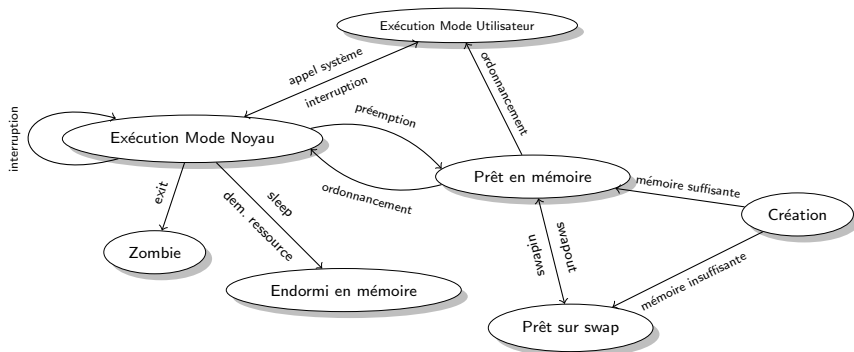 Exécution Mode Utilisateur
appel système
interruption
ordonnancement
interruption
Exécution Mode Noyau
préemption
ordonnancement
Prêt en mémoire
mémoire suffisante
Création
exit
sleep
dem. ressource
swapout
swapin
mémoire insuffisante
Zombie
Endormi en mémoire
Prêt sur swap